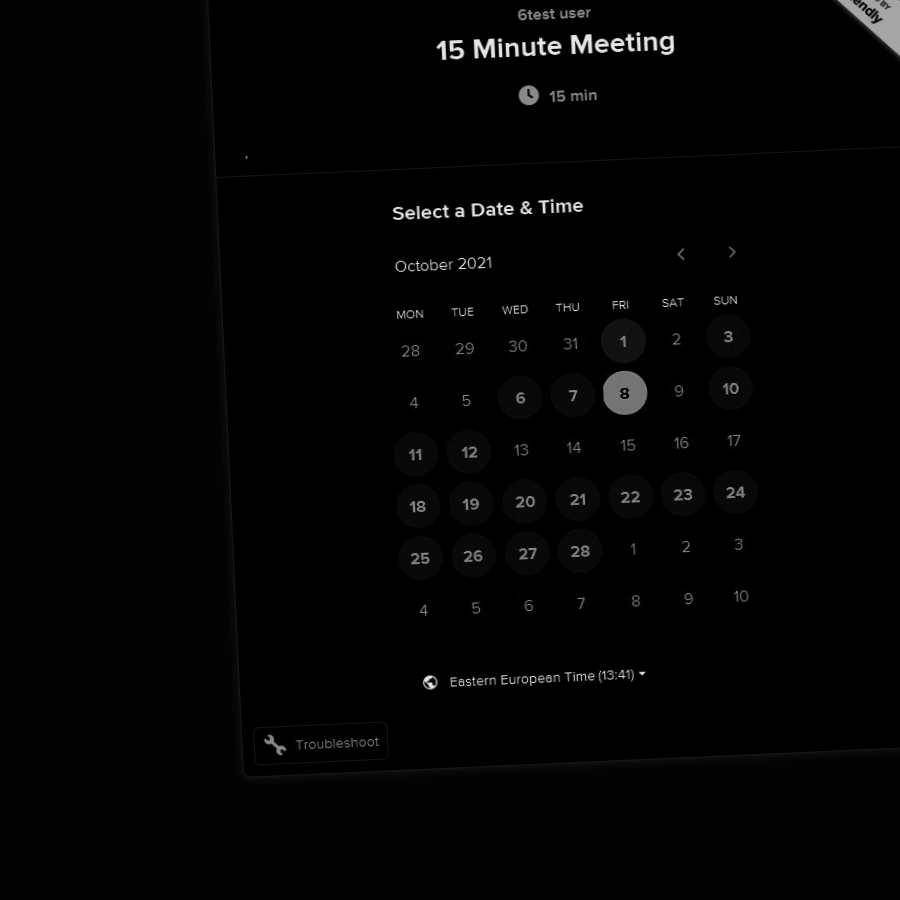 6test user
15 Minute Meeting
15 min
BY
endly
Select a Date & Time
October 2021
MON TUE WED THU FRI SAT SUN
28 29 30 31 1 2 3
4 5 6 7 8 9 10
11 12 13 14 15 16 17
18 19 20 21 22 23 24
25 26 27 28 1 2 3
4 5 6 7 8 9 10
Eastern European Time (13:41)
Troubleshoot